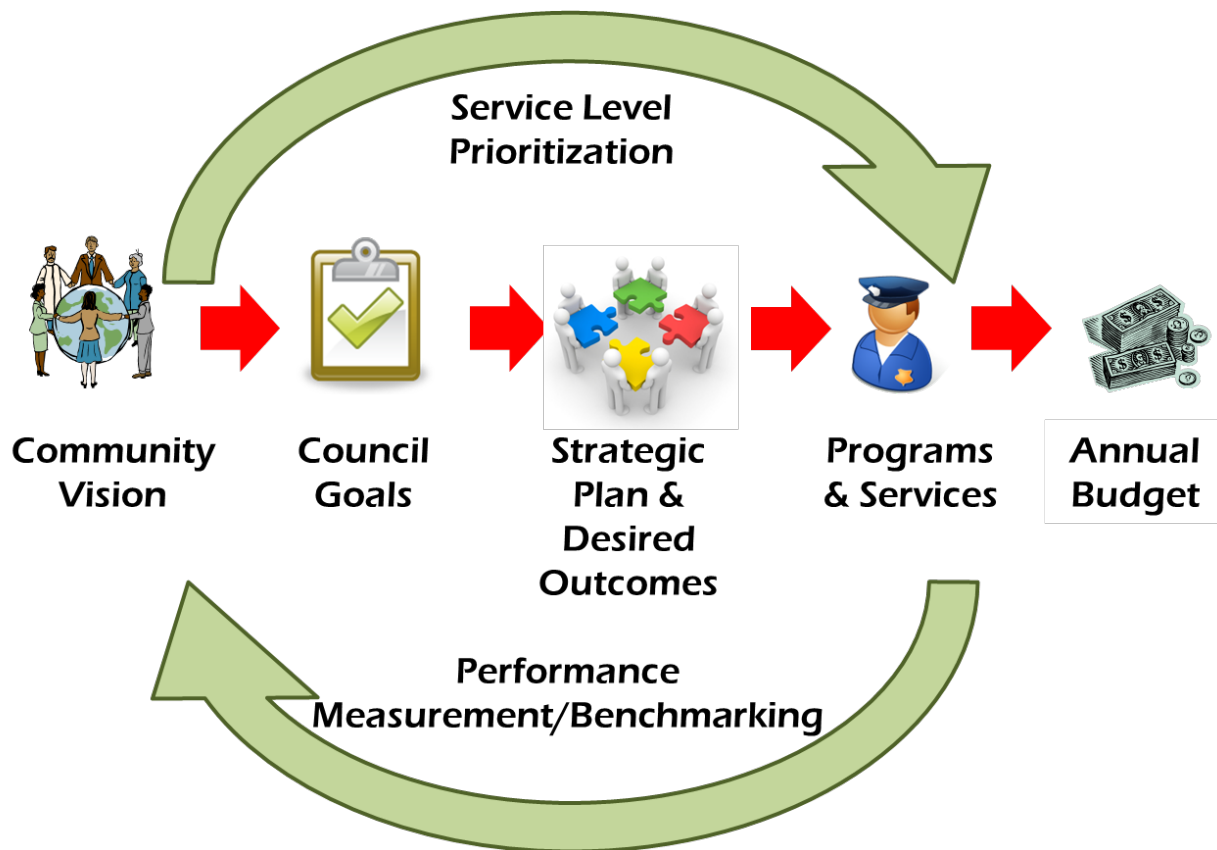 Service Level
Prioritization
Community
Vision
Council
Goals
Strategic
Plan &
Desired
Outcomes
Programs
& Services
Annual
Budget
Performance
Measurement/Benchmarking